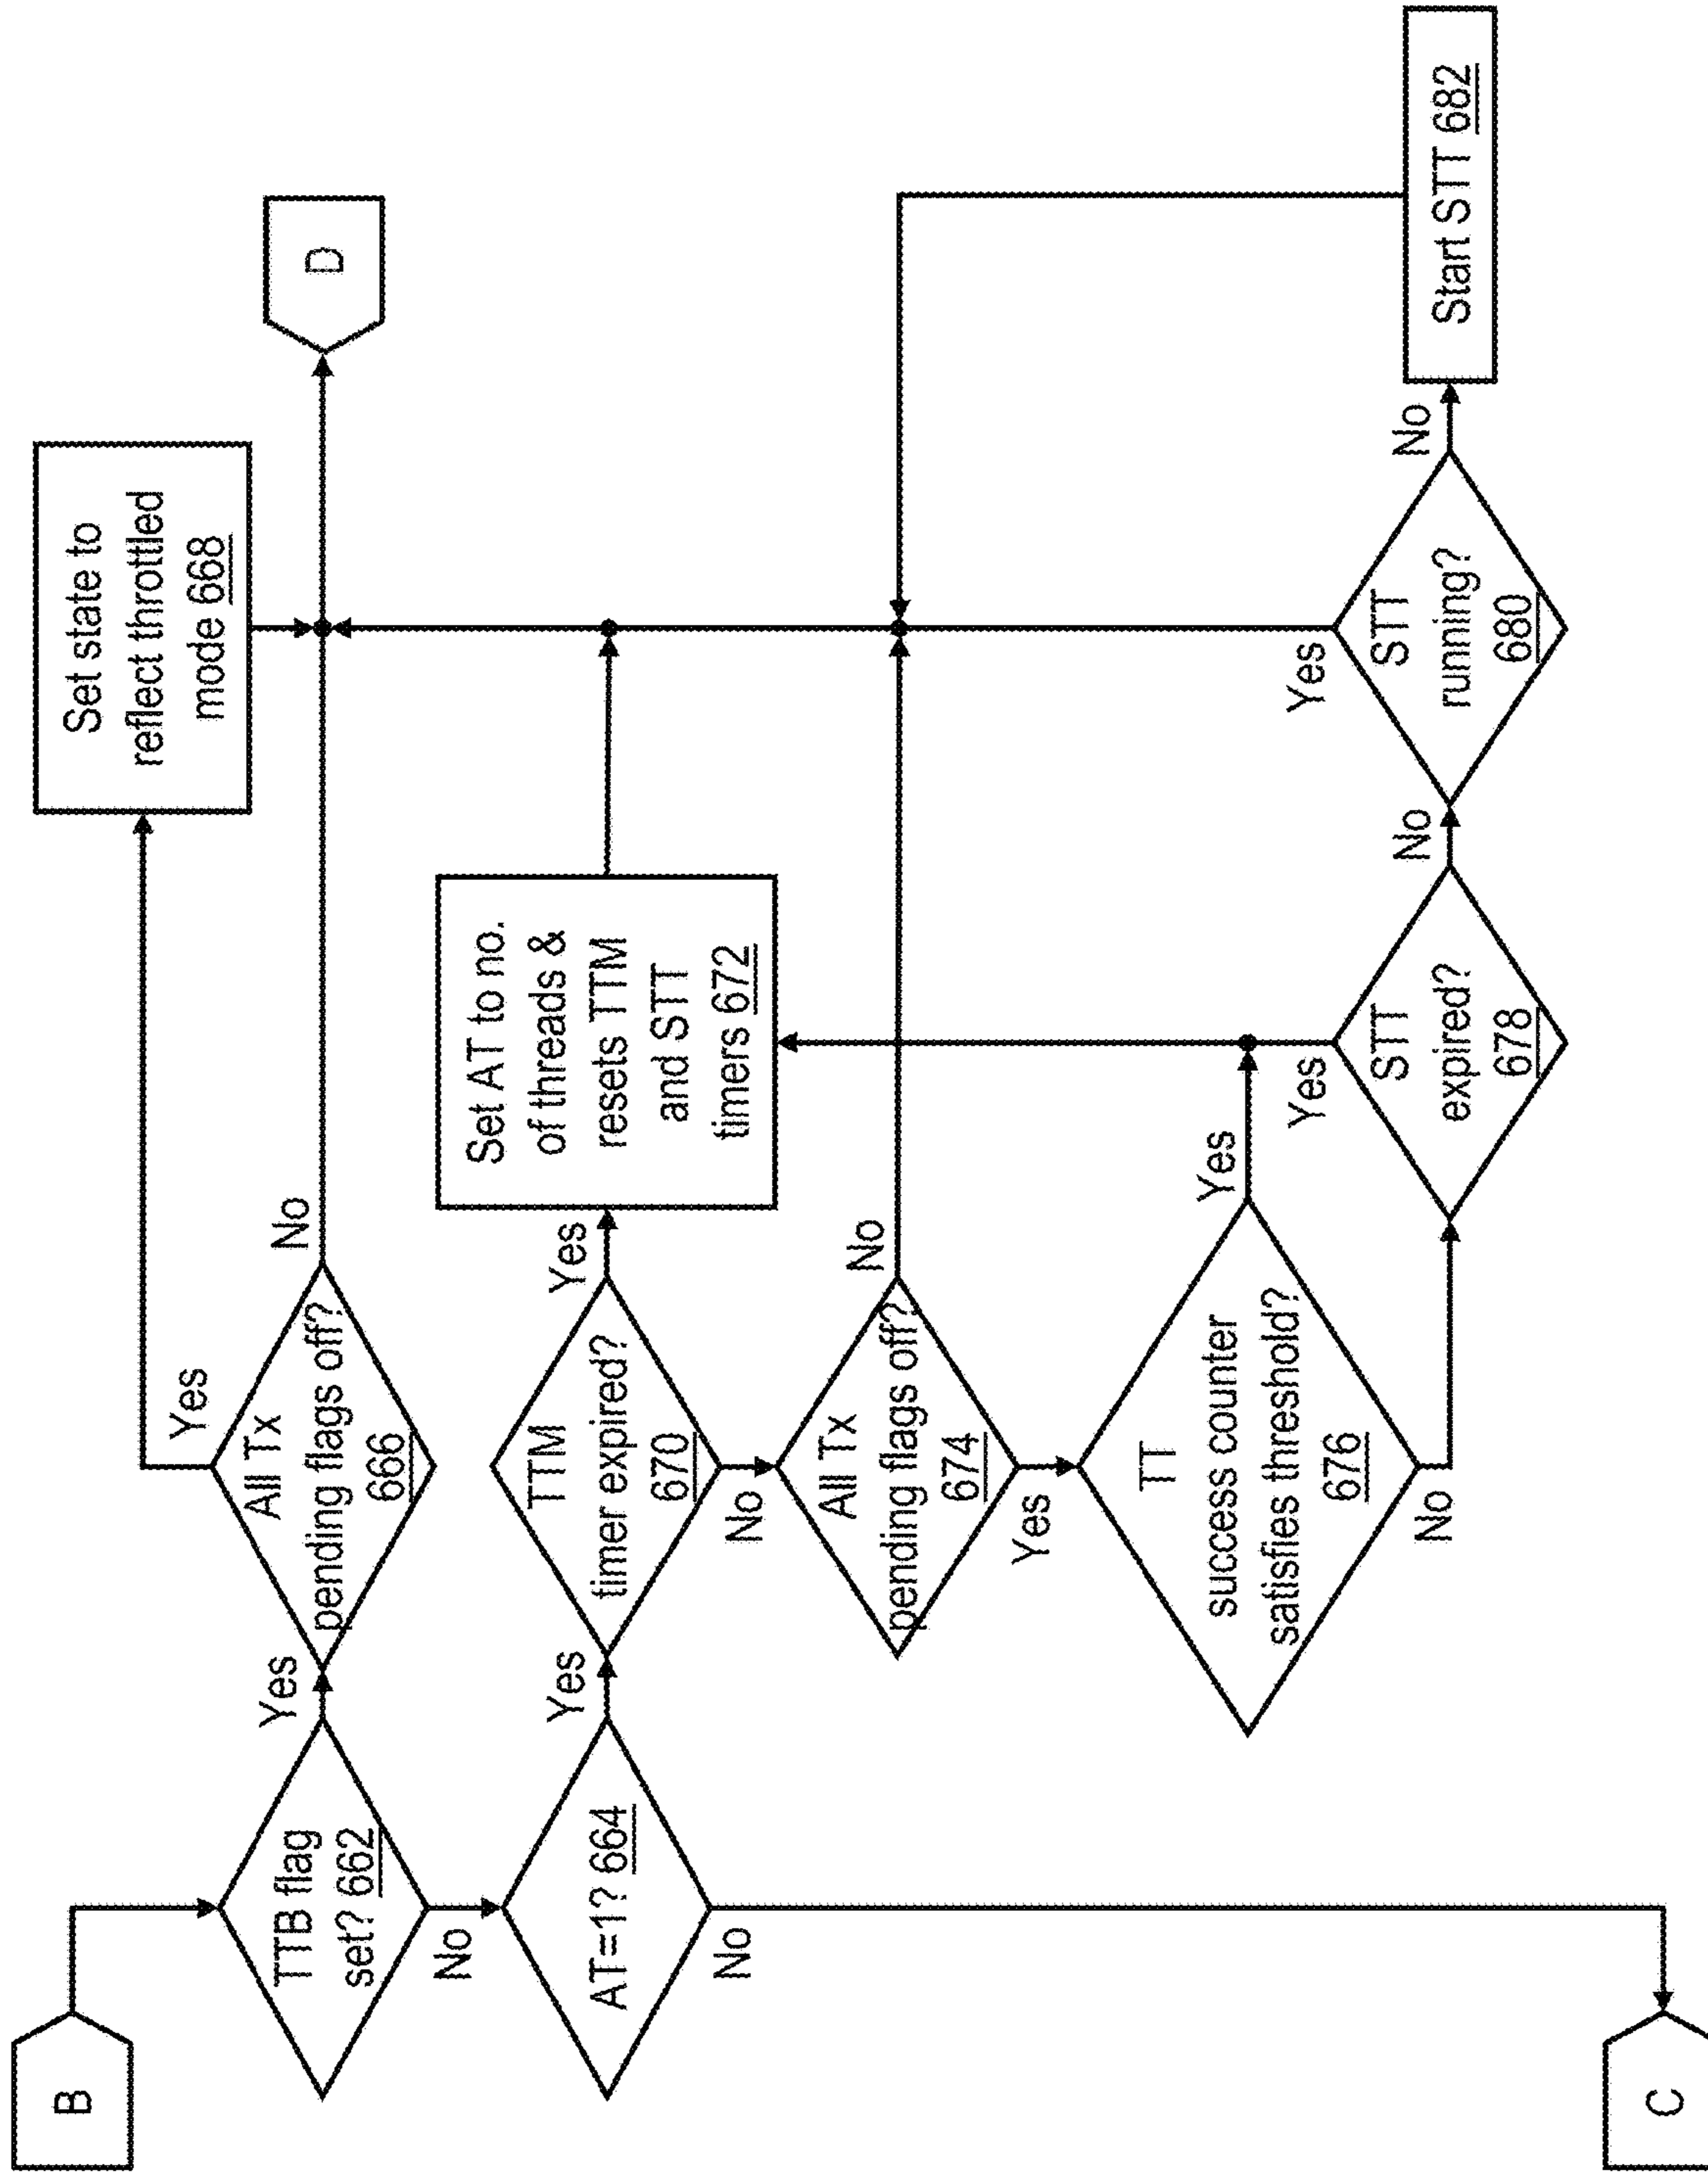 B
TTB flag
set? 662
Yes
No
All Tx
pending flags off?
666
Yes
No
Set state to
reflect throttled
mode 668
D
AT=1? 664
Yes
No
TTM
timer expired?
670
Yes
No
Set AT to no.
of threads &
resets TTM
and STT
timers 672
All Tx
pending flags off?
674
No
Yes
TT
success counter
satisfies threshold?
676
Yes
No
STT
expired?
678
Yes
No
STT
running?
680
Yes
No
Start STT 682
C